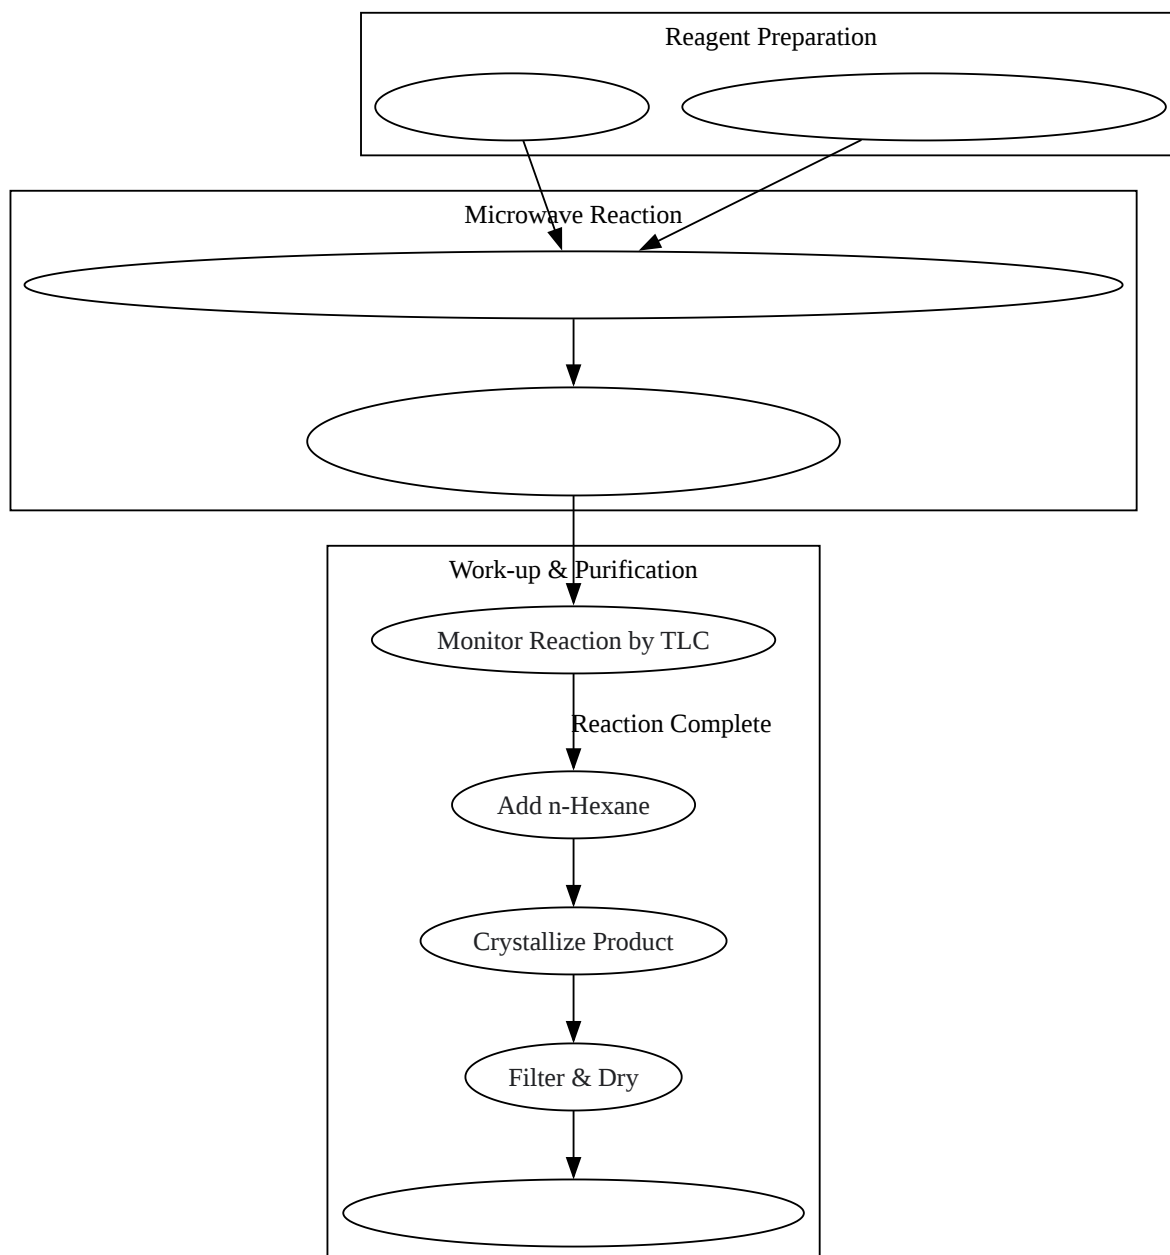 Reagent Preparation
Microwave Reaction
Work-up & Purification
Monitor Reaction by TLC
Reaction Complete
Add n-Hexane
Crystallize Product
Filter & Dry